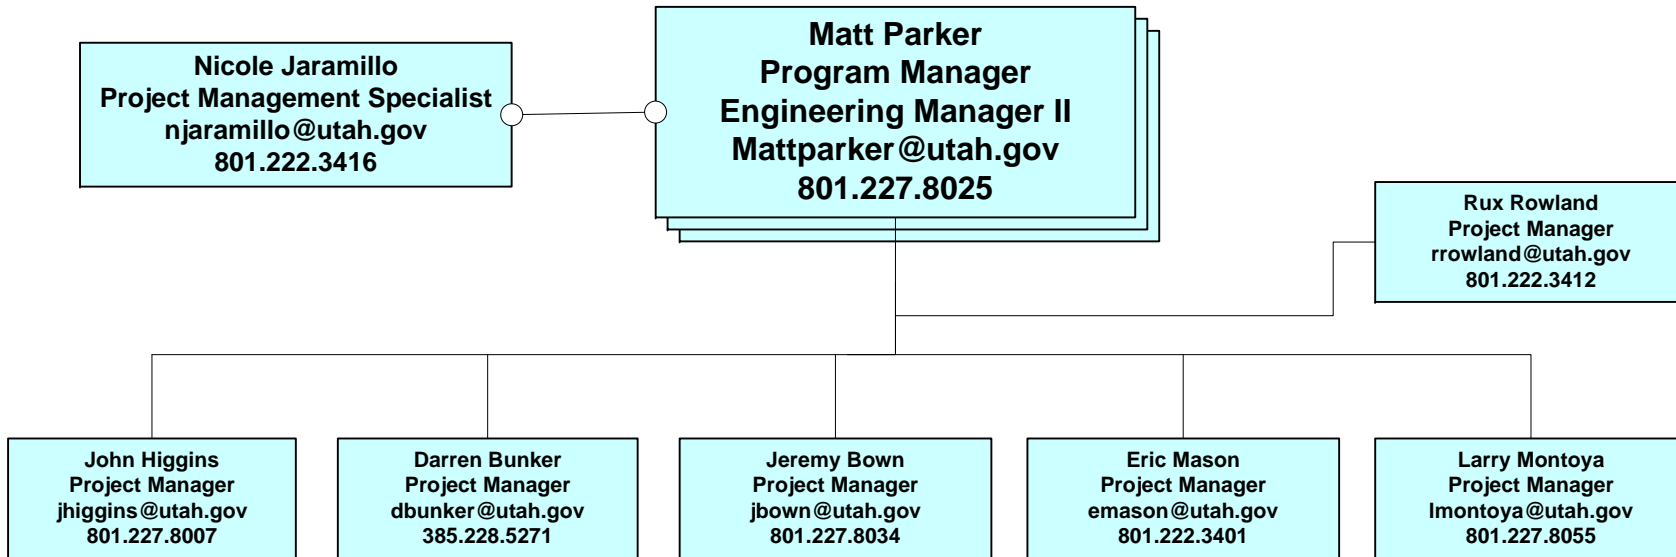 Nicole Jaramillo
Project Management Specialist
njaramillo@utah.gov
801.222.3416
Matt Parker
Program Manager
Engineering Manager II
Mattparker@utah.gov
801.227.8025
Rux Rowland
Project Manager
rrowland@utah.gov
801.222.3412
John Higgins
Project Manager
jhiggins@utah.gov
801.227.8007
Darren Bunker
Project Manager
dbunker@utah.gov
385.228.5271
Jeremy Bown
Project Manager
jbown@utah.gov
801.227.8034
Eric Mason
Project Manager
emason@utah.gov
801.222.3401
Larry Montoya
Project Manager
lmontoya@utah.gov
801.227.8055